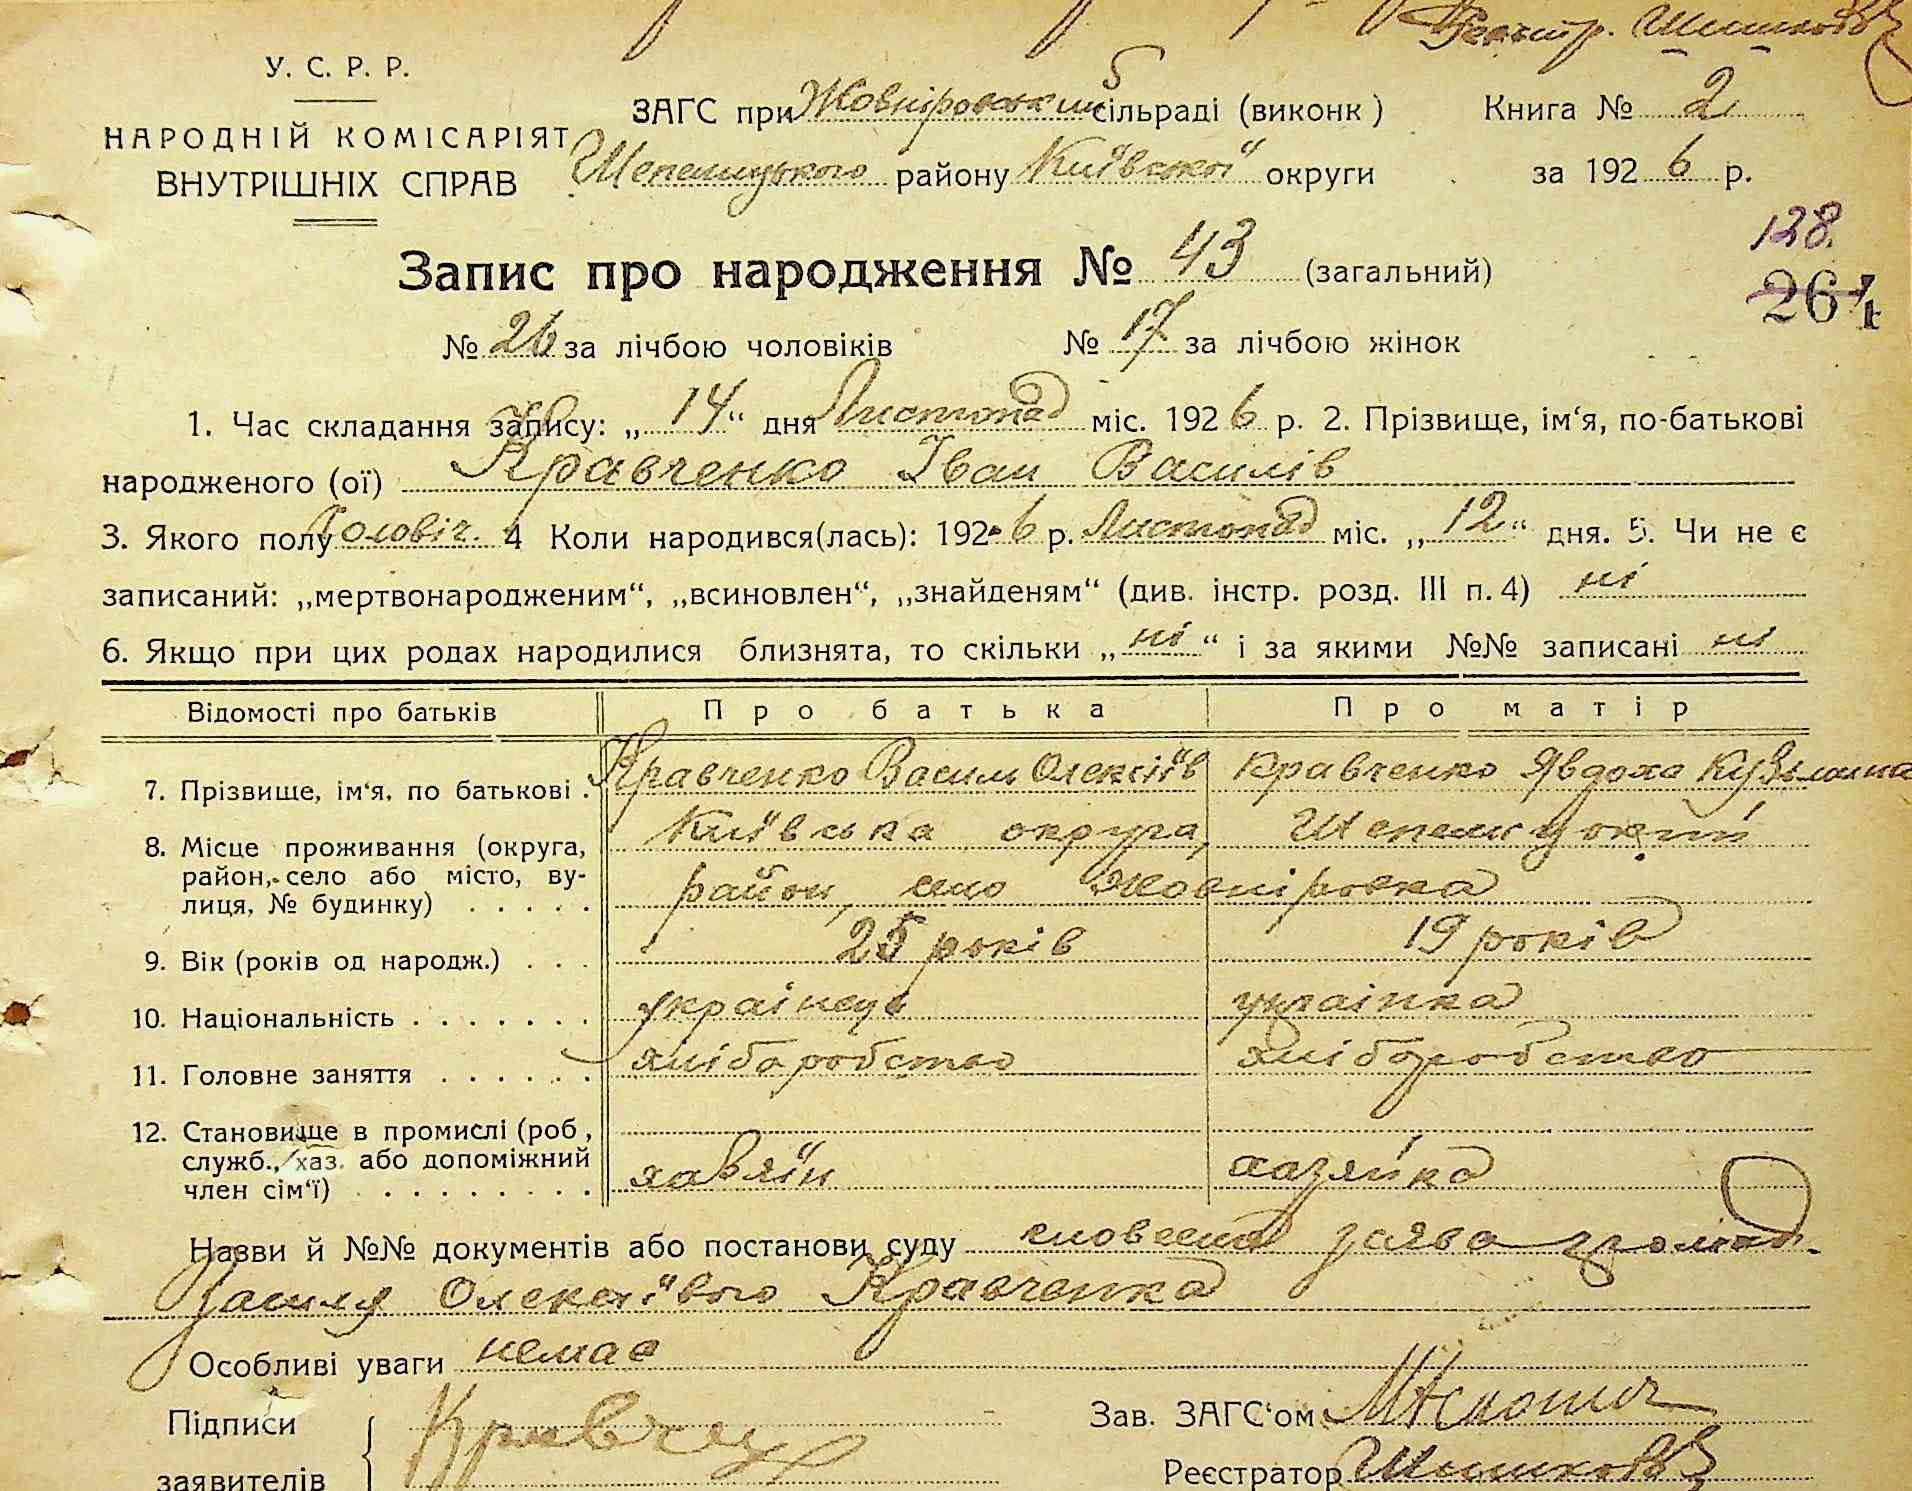 Реєстр. Шишковс
У. С. Р. Р.
НАРОДНІЙ КОМІСАРІЯТ
ВНУТРІШНІХ СПРАВ
ЗАГС при Жовніровський сільраді (виконк )
Шепелицького району Київської округи
Книга № 2
за 1926 р.
128.
264
Запис про народження № 43 (загальний)
№ 26 за лічбою чоловіків № 17 за лічбою жінок
1. Час складання запису: „14“ дня Листопад міс. 1926 р. 2. Прізвище, ім‘я, по-батькові
народженого (ої) Кравченко Іван Василів
3. Якого полу Чоловіч. 4 Коли народився(лась): 1926 р. Листопад міс. „12“ дня. 5. Чи не є
записаний: „мертвонародженим“, „всиновлен“, „знайденям“ (див. інстр. розд. III п. 4) ні
6. Якщо при цих родах народилися близнята, то скільки „ні“ і за якими №№ записані ні
Відомості про батьків Про батька Про матір
7. Прізвище, ім‘я, по батькові . Кравченко Василь Олексіїв Кравченко Явдоха
8. Місце проживання (округа, район, село або місто, вулиця, № будинку) . . . . . Київська округа, Шепелицький
район, село Жовніровка
9. Вік (років од народж.) . . . 25 років 19 років
10. Національність . . . . . . . українець українка
11. Головне заняття . . . . . . хліборобство хліборобство
12. Становище в промислі (роб, служб., хаз. або допоміжний член сім‘ї) . . . . . . . . . хазяїн хазяйка
Назви й №№ документів або постанови суду словесна заява громад.
Василя Олексієвого Кравченка
Особливі уваги немає
Підписи
заявителів
Кравчен
Зав. ЗАГС‘ом
Реєстратор